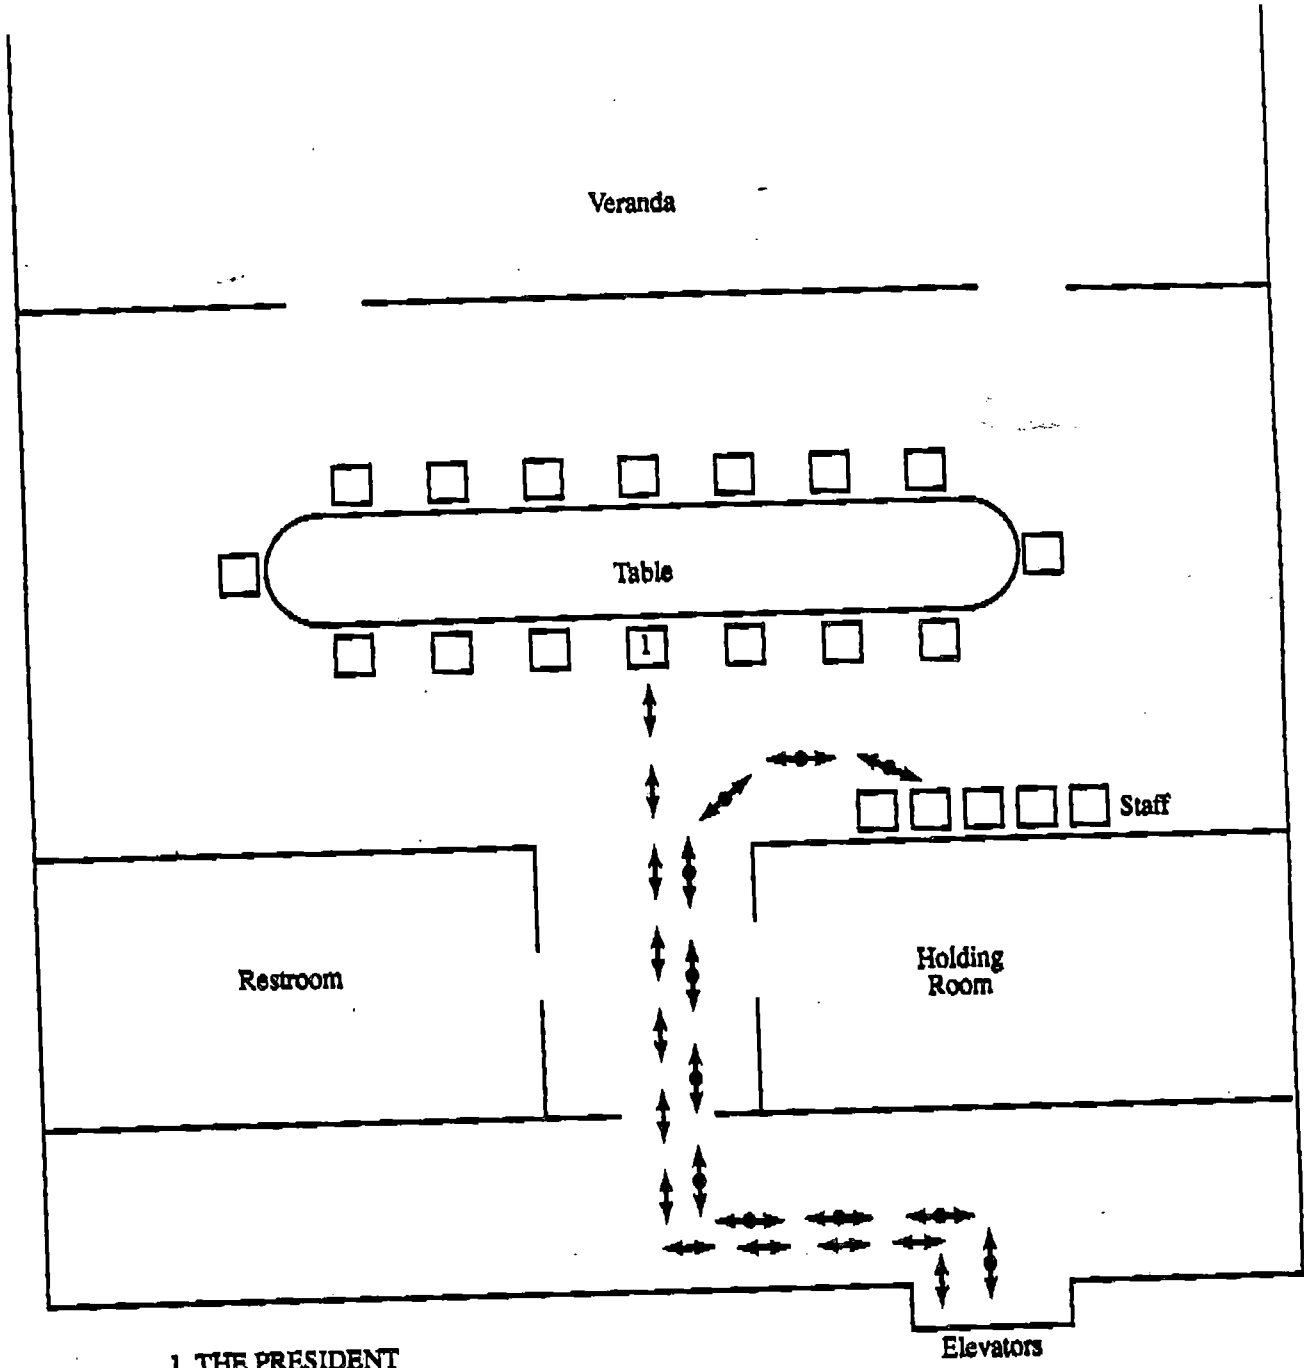 Veranda
Table
1
Staff
Restroom
Holding
Room
Elevators
1 THE PRESIDENT